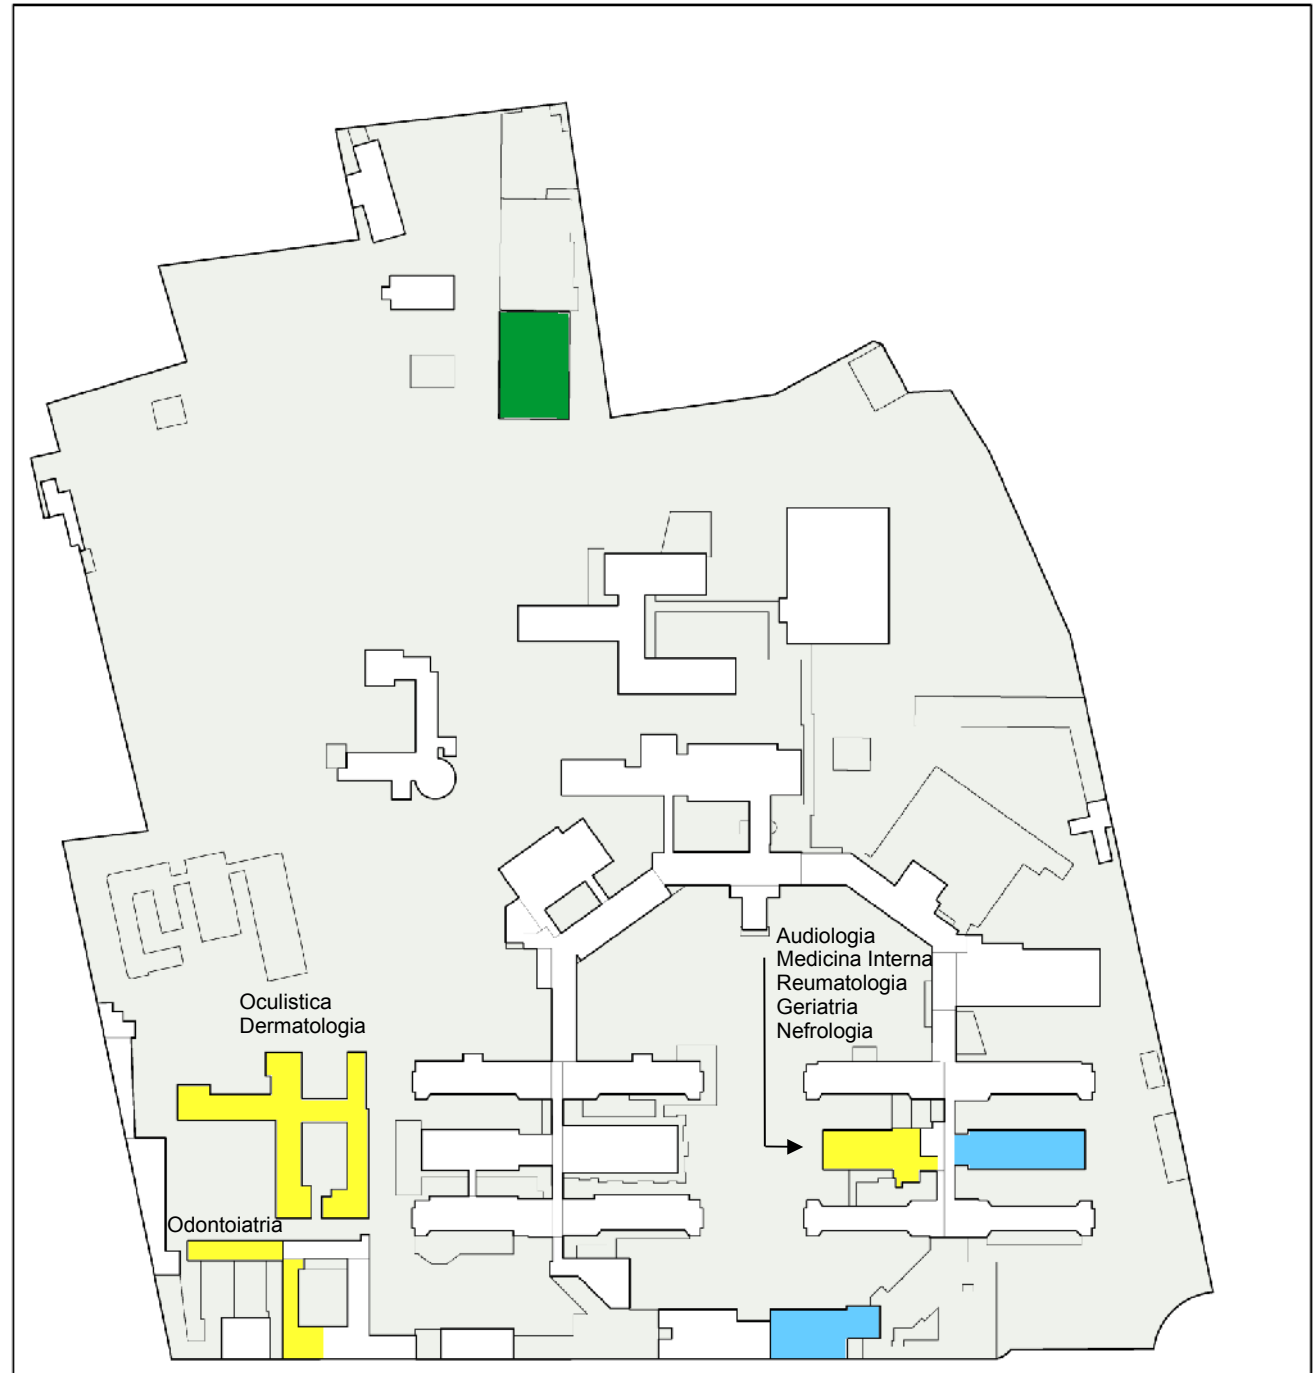 Audiologia
Medicina Interna
Reumatologia
Geriatria
Nefrologia
Oculistica
Dermatologia
Odontoiatria